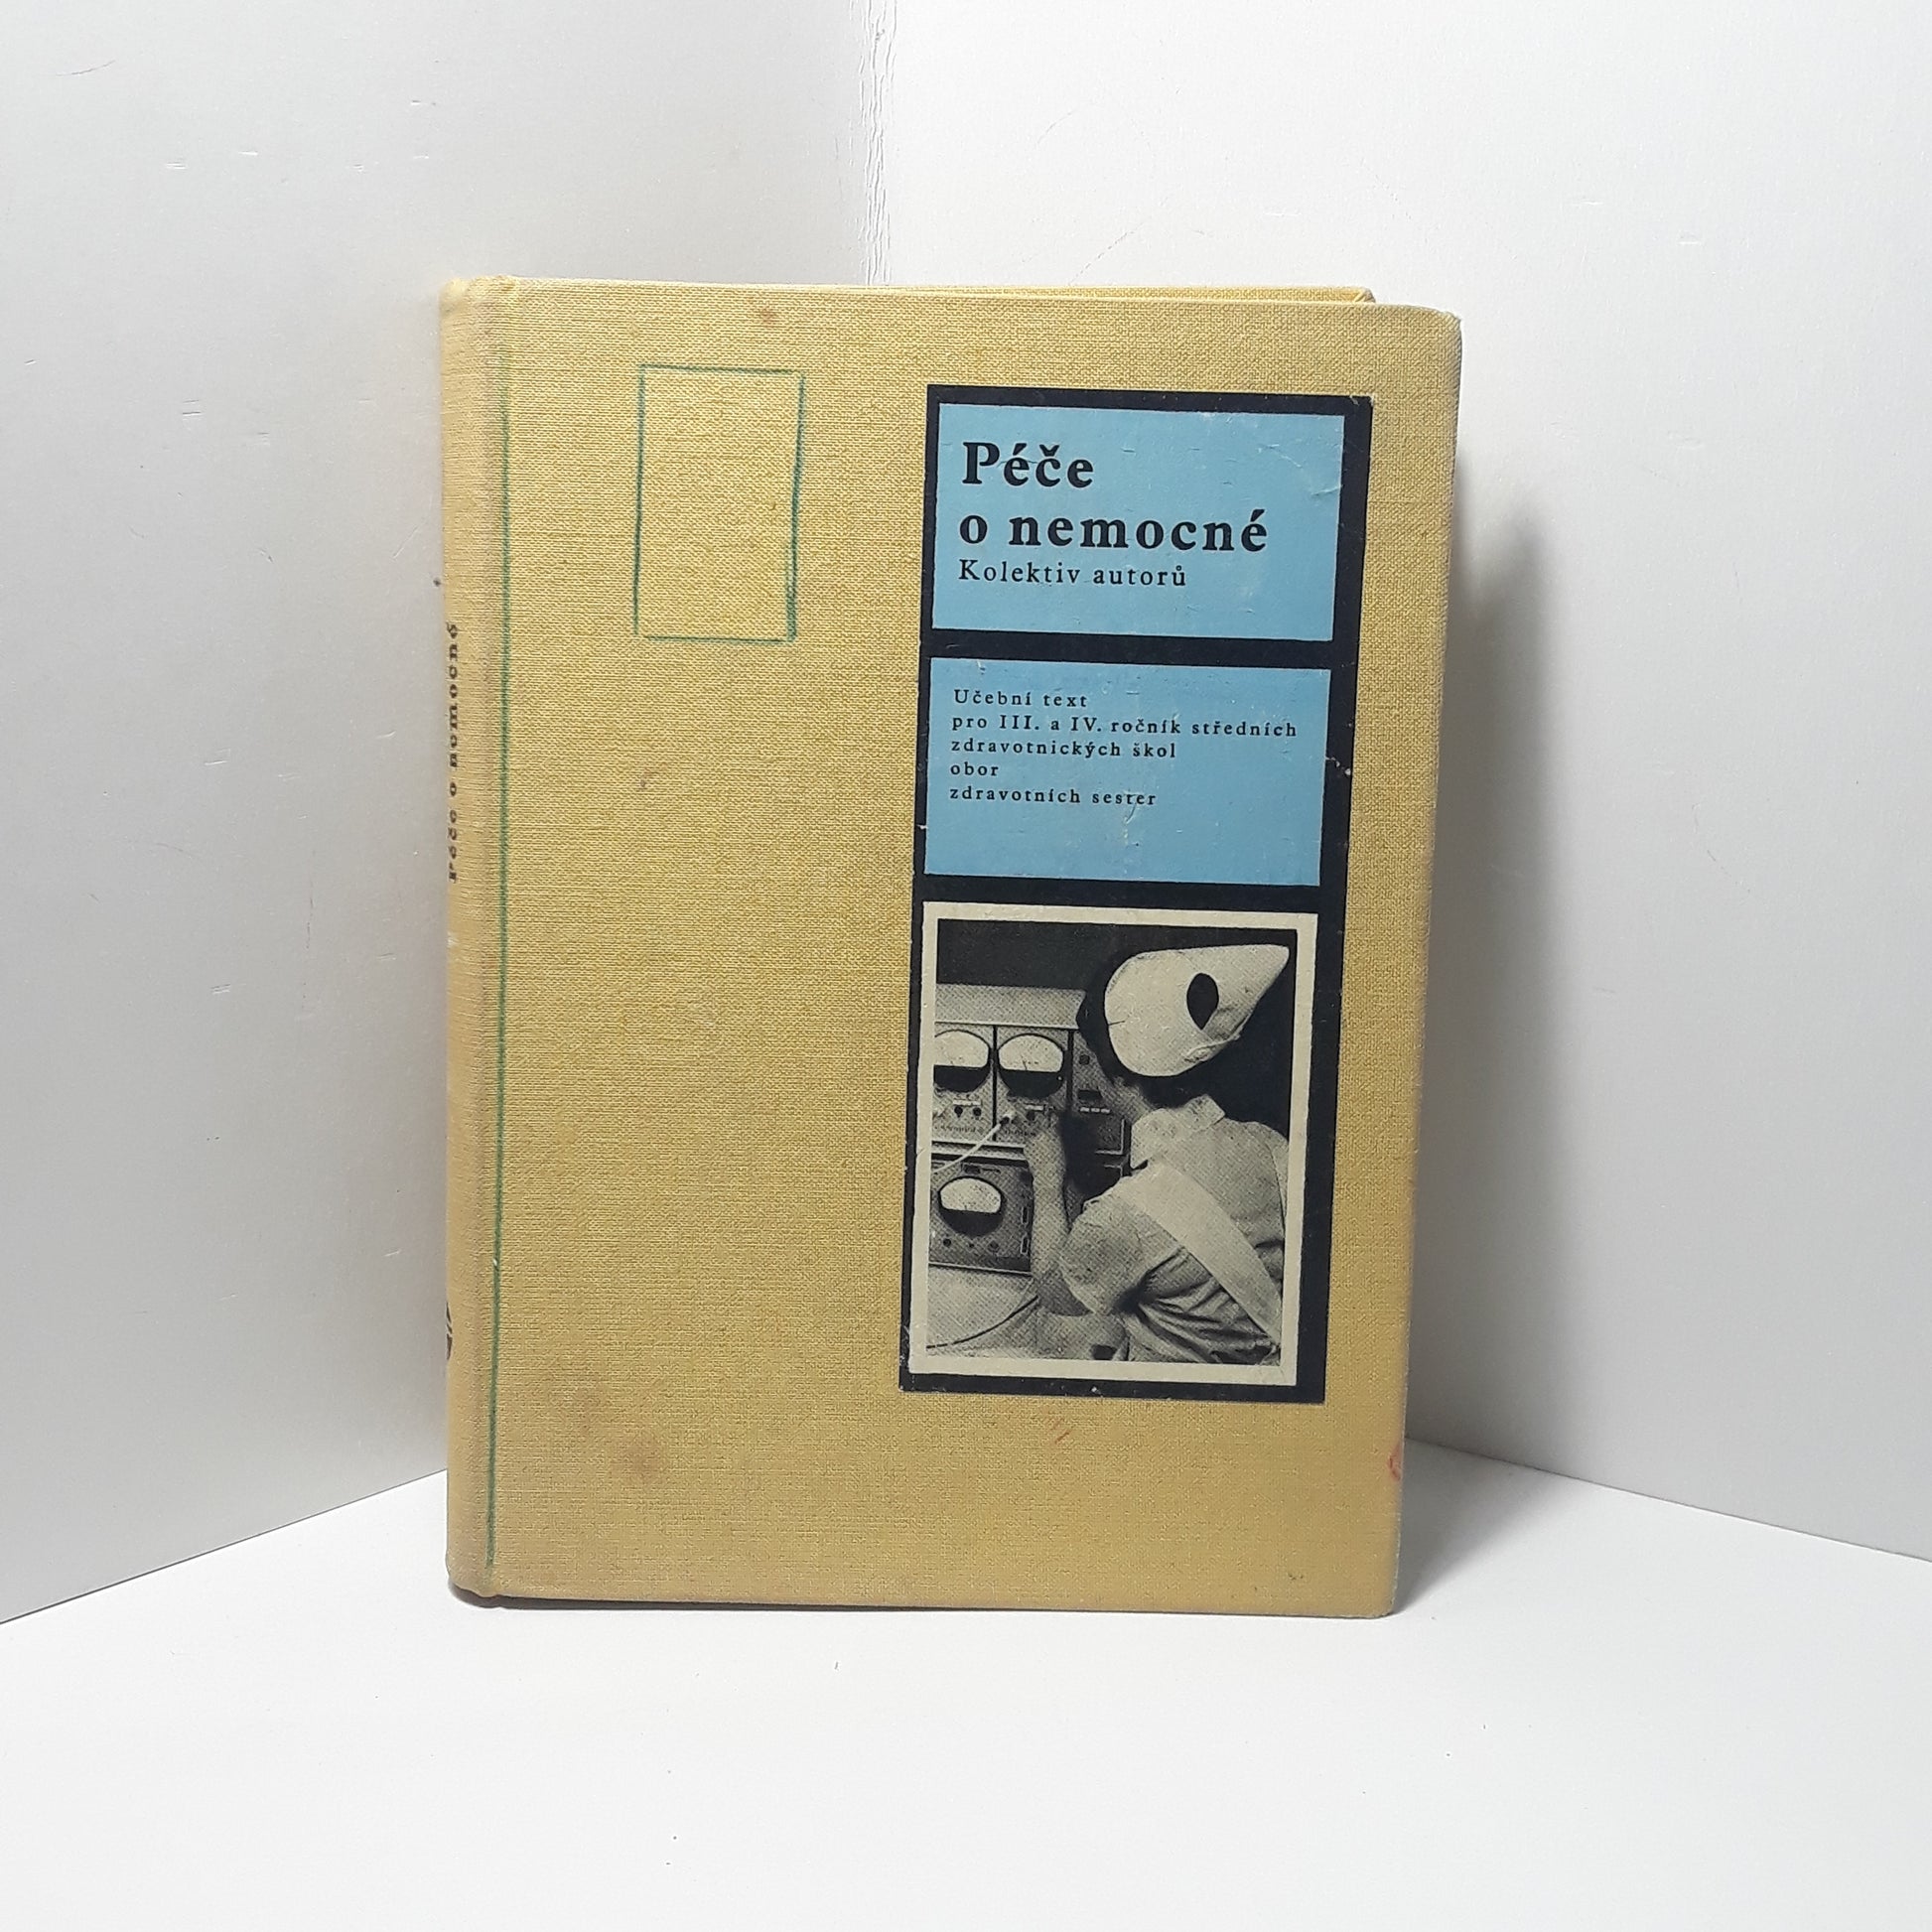 Péče
o nemocné
Kolektiv autorů
Učební text
pro III. a IV. ročník středních
zdravotnických škol
obor
zdravotních sester
Péče o nemocné